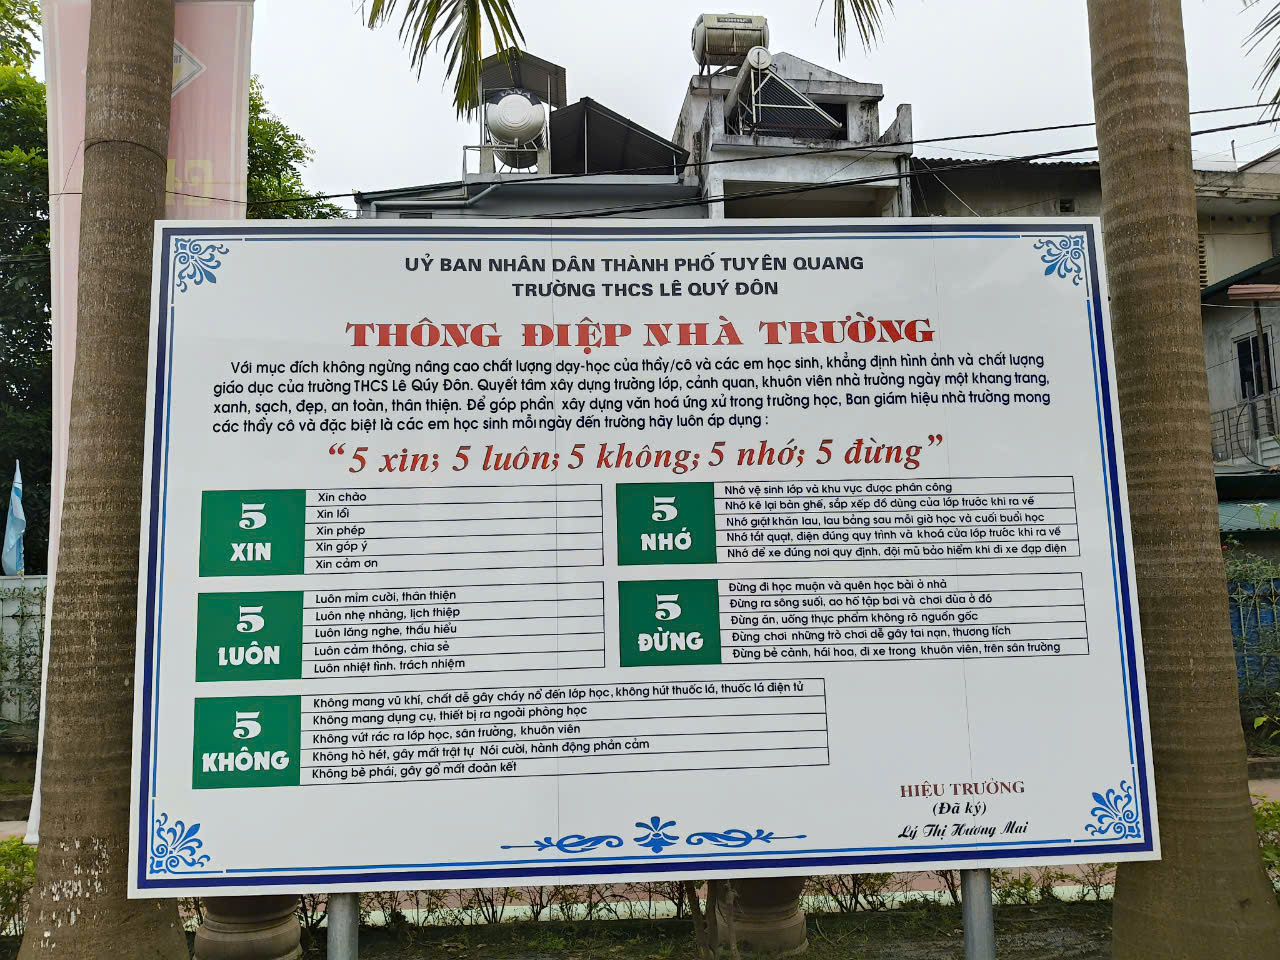 UỶ BAN NHÂN DÂN THÀNH PHỐ TUYÊN QUANG
TRƯỜNG THCS LÊ QUÝ ĐÔN
THÔNG ĐIỆP NHÀ TRƯỜNG
Với mục đích không ngừng nâng cao chất lượng dạy-học của thầy/cô và các em học sinh, khẳng định hình ảnh và chất lượng
giáo dục của trường THCS Lê Qúy Đôn. Quyết tâm xây dựng trường lớp, cảnh quan, khuôn viên nhà trường ngày một khang trang,
xanh, sạch, đẹp, an toàn, thân thiện. Để góp phần xây dựng văn hoá ứng xử trong trường học, Ban giám hiệu nhà trường mong
các thầy cô và đặc biệt là các em học sinh mỗi ngày đến trường hãy luôn áp dụng :
“5 xin; 5 luôn; 5 không; 5 nhớ; 5 đừng”
5
XIN
Xin chào
Xin lổi
Xin phép
Xin góp ý
Xin cảm ơn
5
NHỚ
Nhớ vệ sinh lớp và khu vực được phân công
Nhớ kê lại bàn ghế, sắp xếp đồ dùng của lớp trước khi ra về
Nhớ giặt khăn lau, lau bảng sau mỗi giờ học và cuối buổi học
Nhớ tắt quạt, điện đúng quy trình và khoá cửa lớp trước khi ra về
Nhớ để xe đúng nơi quy định, đội mũ bảo hiểm khi đi xe đạp điện
5
LUÔN
Luôn mỉm cười, thân thiện
Luôn nhẹ nhàng, lịch thiệp
Luôn lắng nghe, thấu hiểu
Luôn cảm thông, chia sẻ
Luôn nhiệt tình, trách nhiệm
5
ĐỪNG
Đừng đi học muộn và quên học bài ở nhà
Đừng ra sông suối, ao hồ tập bơi và chơi đùa ở đó
Đừng ăn, uống thực phẩm không rõ nguồn gốc
Đừng chơi những trò chơi dễ gây tai nạn, thương tích
Đừng bẻ cành, hái hoa, đi xe trong khuôn viên, trên sân trường
5
KHÔNG
Không mang vũ khí, chất dễ gây cháy nổ đến lớp học, không hút thuốc lá, thuốc lá điện tử
Không mang dụng cụ, thiết bị ra ngoài phòng học
Không vứt rác ra lớp học, sân trường, khuôn viên
Không hò hét, gây mất trật tự Nói cười, hành động phản cảm
Không bè phái, gây gổ mất đoàn kết
HIỆU TRƯỞNG
(Đã ký)
Lý Thị Hương Mai